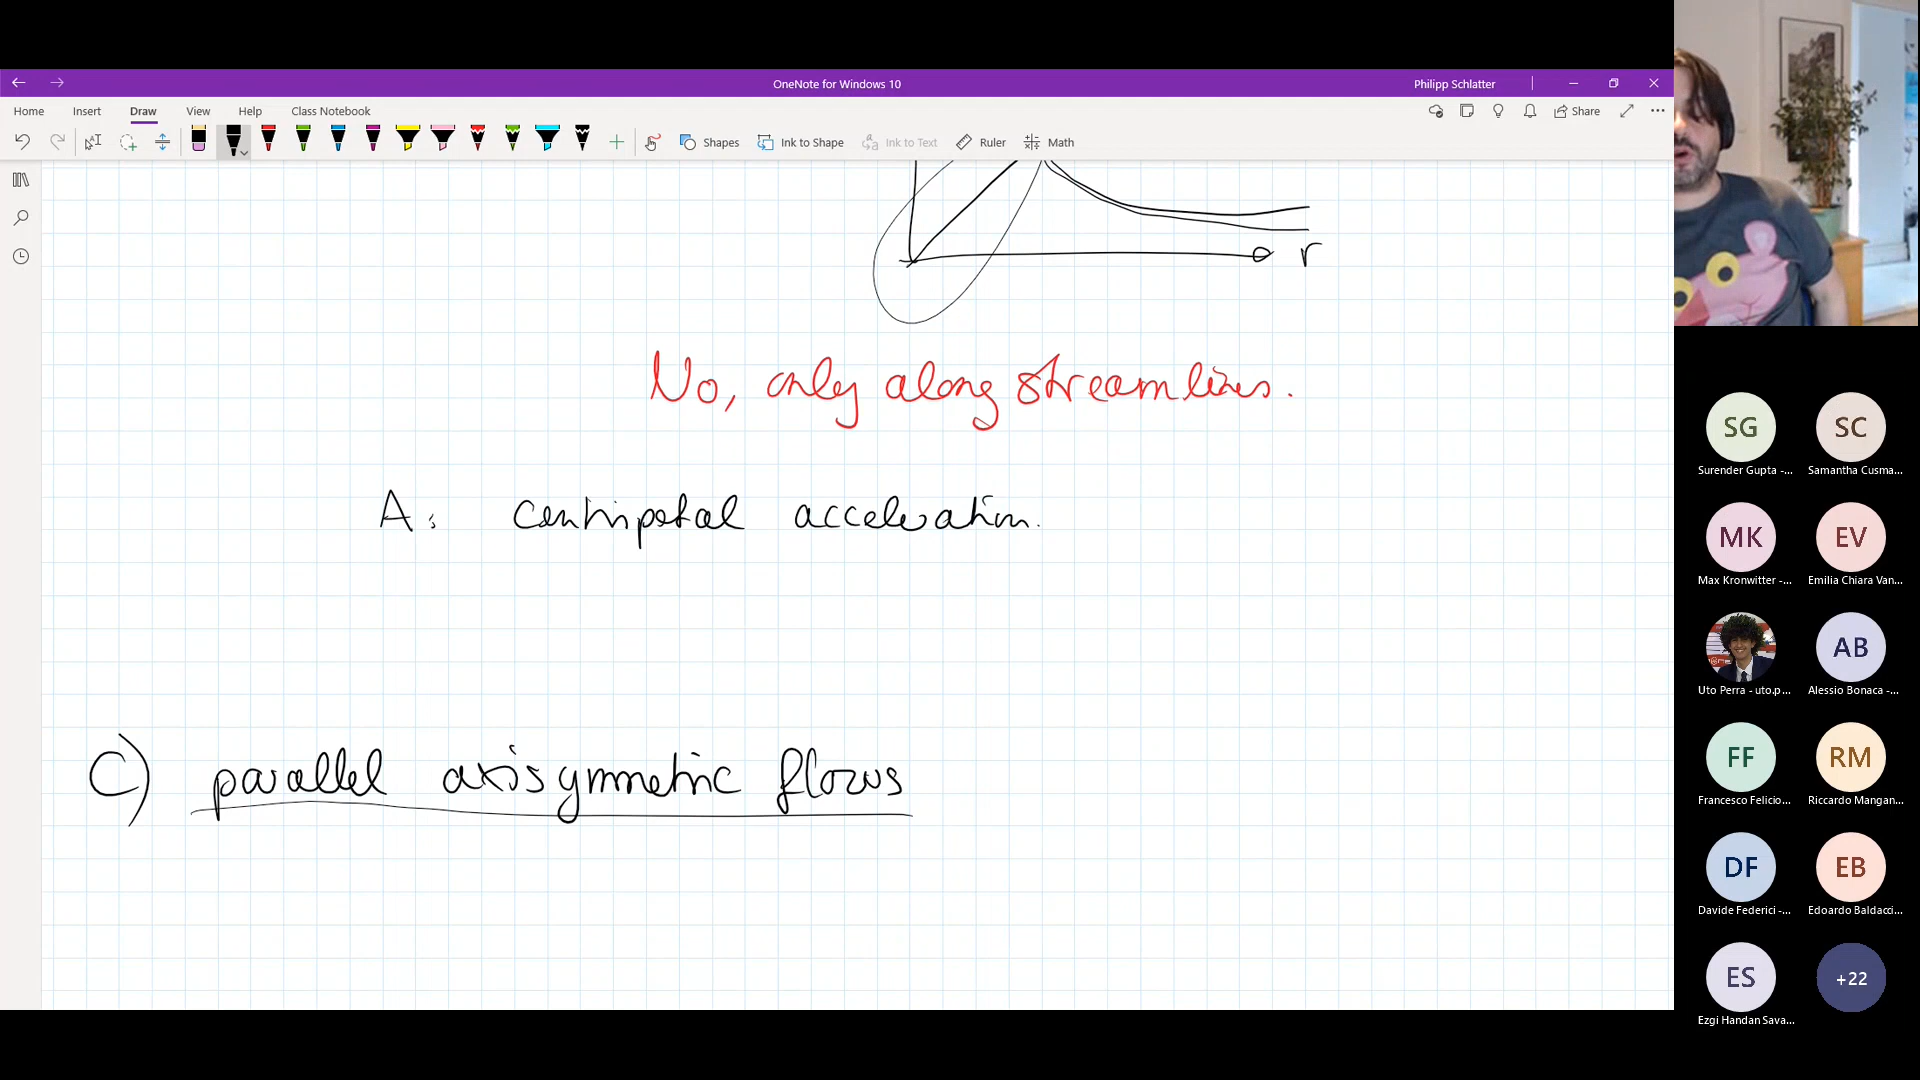 OneNote for Windows 10
Philipp Schlatter
Home Insert Draw View Help Class Notebook
Share
Shapes Ink to Shape Ink to Text Ruler Math
r
No, only along streamlines.
A: centripetal acceleration.
C) parallel axisymmetric flows
SG SC
Surender Gupta -... Samantha Cusma...
MK EV
Max Kronwitter -... Emilia Chiara Van...
AB
Uto Perra - uto.p... Alessio Bonaca -...
FF RM
Francesco Felicio... Riccardo Mangan...
DF EB
Davide Federici -... Edoardo Baldacci...
ES +22
Ezgi Handan Sava...